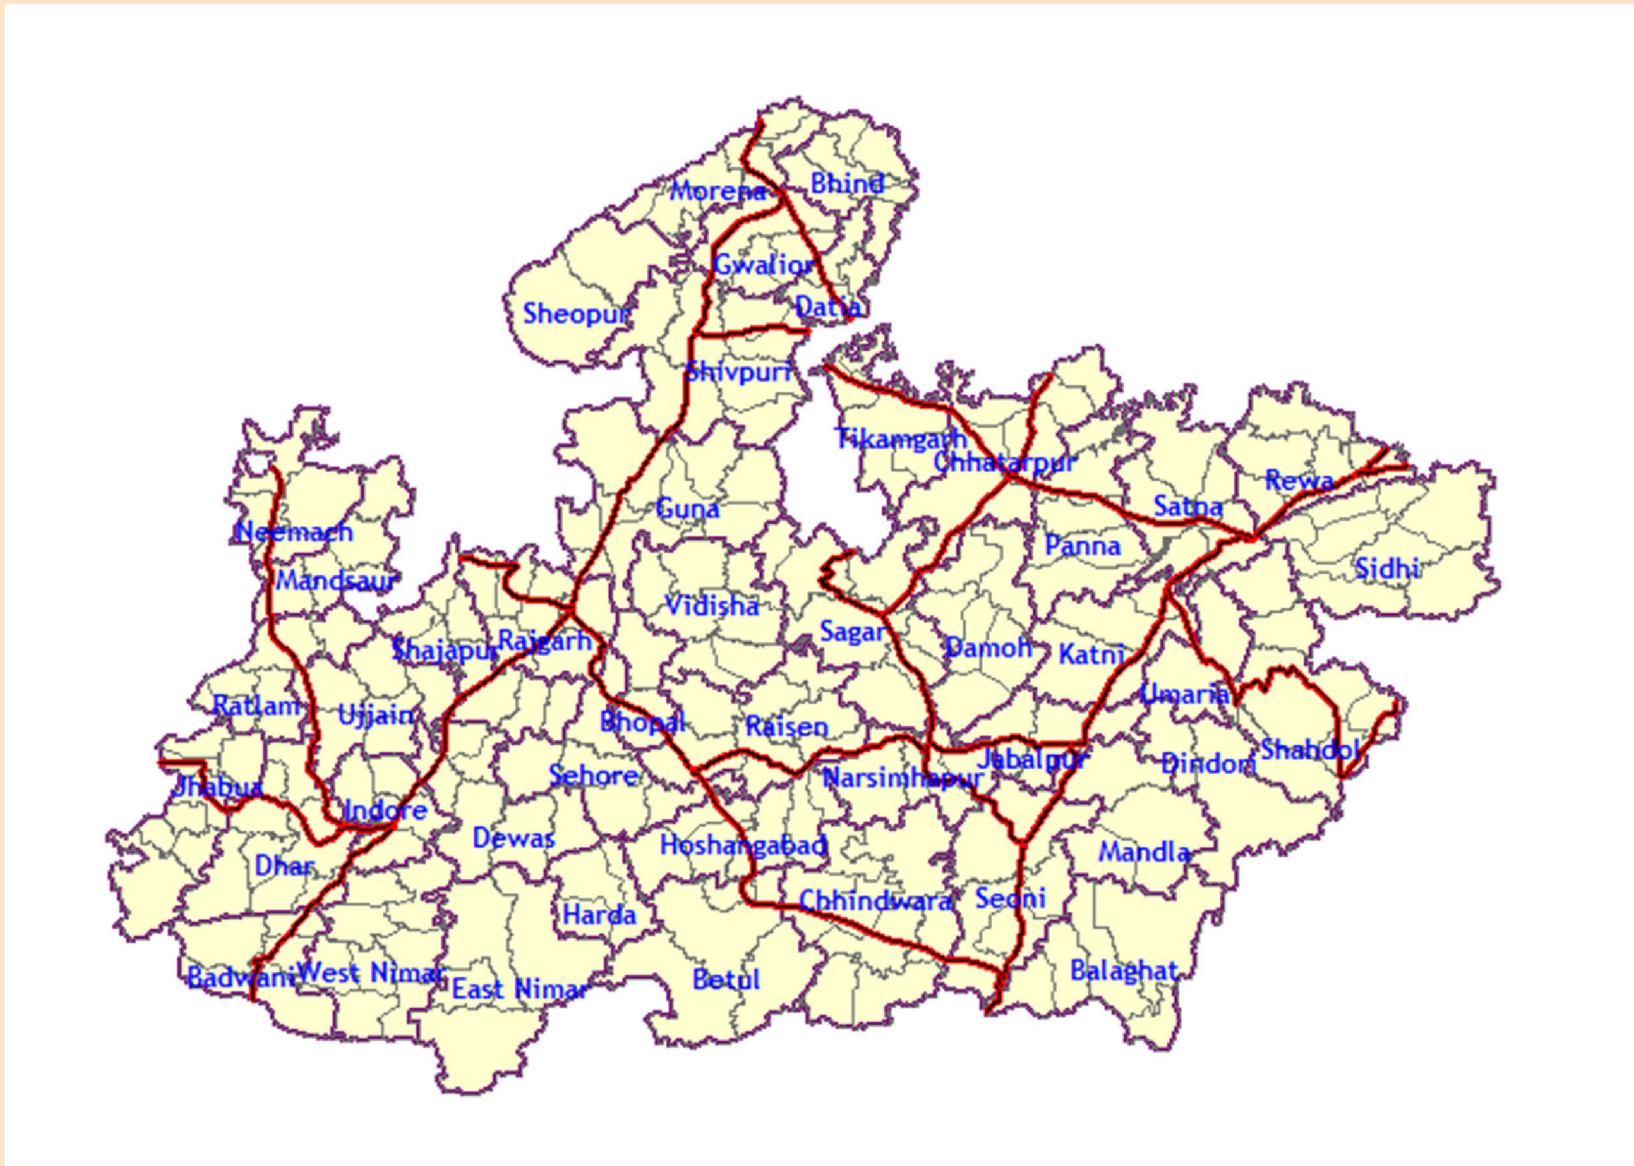 Morena
Bhind
Gwalior
Datia
Sheopur
Shivpuri
Tikamgarh
Chhatarpur
Rewa
Satna
Guna
Neemach
Panna
Sidhi
Mandsaur
Vidisha
Sagar
Rajgarh
Shajapur
Damoh
Katni
Umaria
Ratlam
Ujjain
Bhopal
Raisen
Shahdol
Jabalpur
Dindori
Sehore
Narsimhapur
Jhabua
Indore
Dewas
Hoshangabad
Mandla
Dhar
Chhindwara
Seoni
Harda
Balaghat
Badwani
West Nimar
Betul
East Nimar